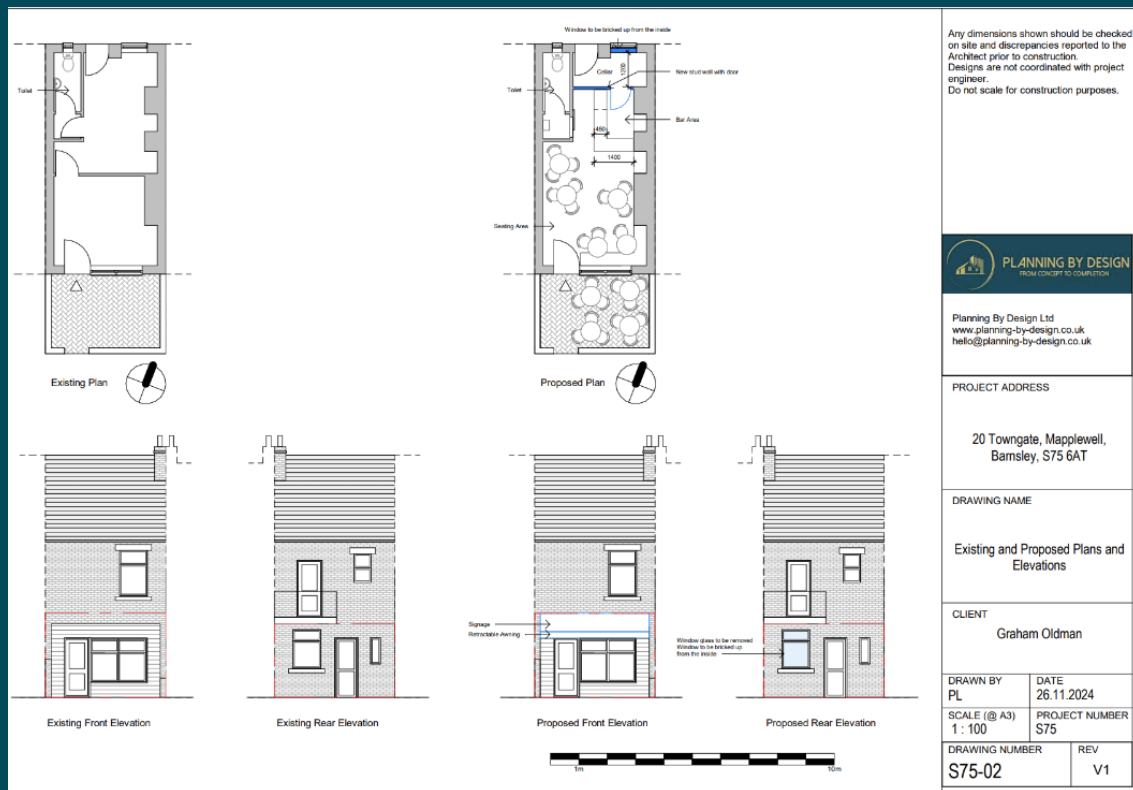 Window to be bricked up from the inside
Toilet
Toilet
Cellar
1200
New stud wall with door
Bar Area
450
1400
Seating Area
Existing Plan
Proposed Plan
Signage
Retractable Awning
Window glass to be removed
Window to be bricked up
from the inside
Existing Front Elevation
Existing Rear Elevation
Proposed Front Elevation
Proposed Rear Elevation
1m
10m
Any dimensions shown should be checked
on site and discrepancies reported to the
Architect prior to construction.
Designs are not coordinated with project
engineer.
Do not scale for construction purposes.
PLANNING BY DESIGN
FROM CONCEPT TO COMPLETION
Planning By Design Ltd
www.planning-by-design.co.uk
hello@planning-by-design.co.uk
PROJECT ADDRESS
20 Towngate, Mapplewell,
Barnsley, S75 6AT
DRAWING NAME
Existing and Proposed Plans and
Elevations
CLIENT
Graham Oldman
DRAWN BY
PL
DATE
26.11.2024
SCALE (@ A3)
1 : 100
PROJECT NUMBER
S75
DRAWING NUMBER
S75-02
REV
V1